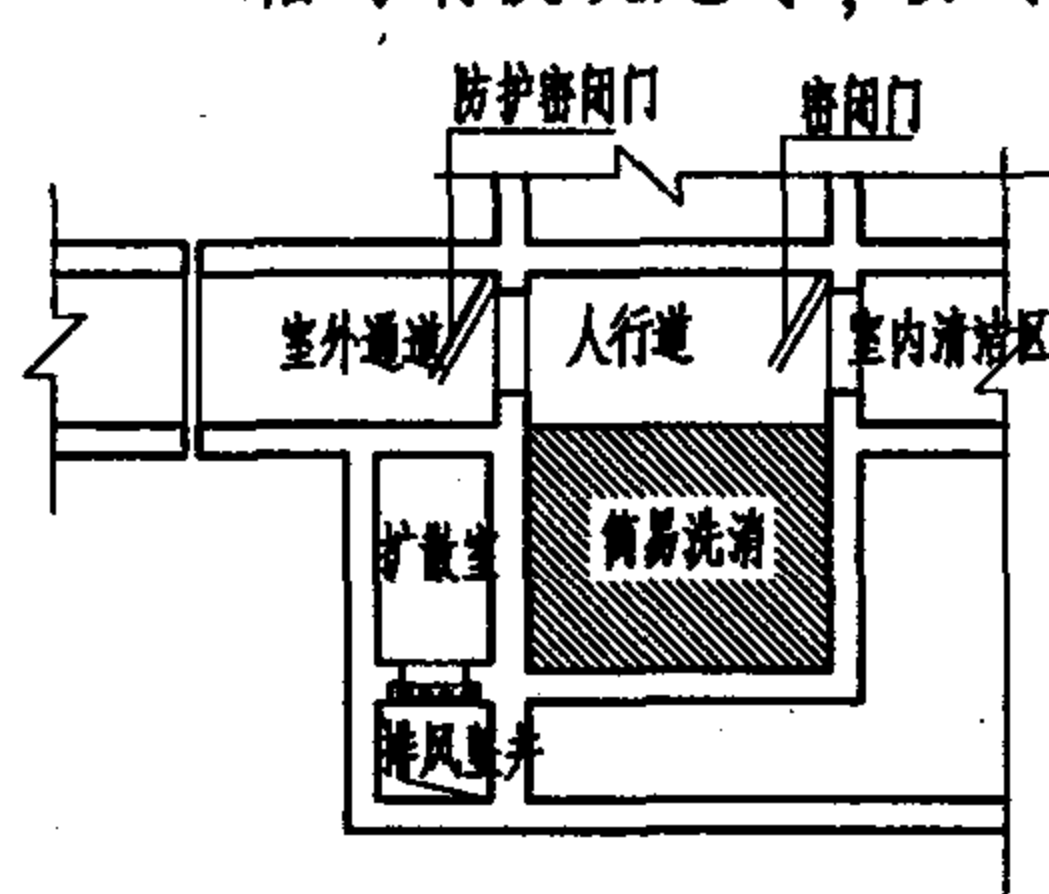 防护密闭门
密闭门
室外通道
人行道
室内清洁区
扩散室
简易洗消
排风竖井